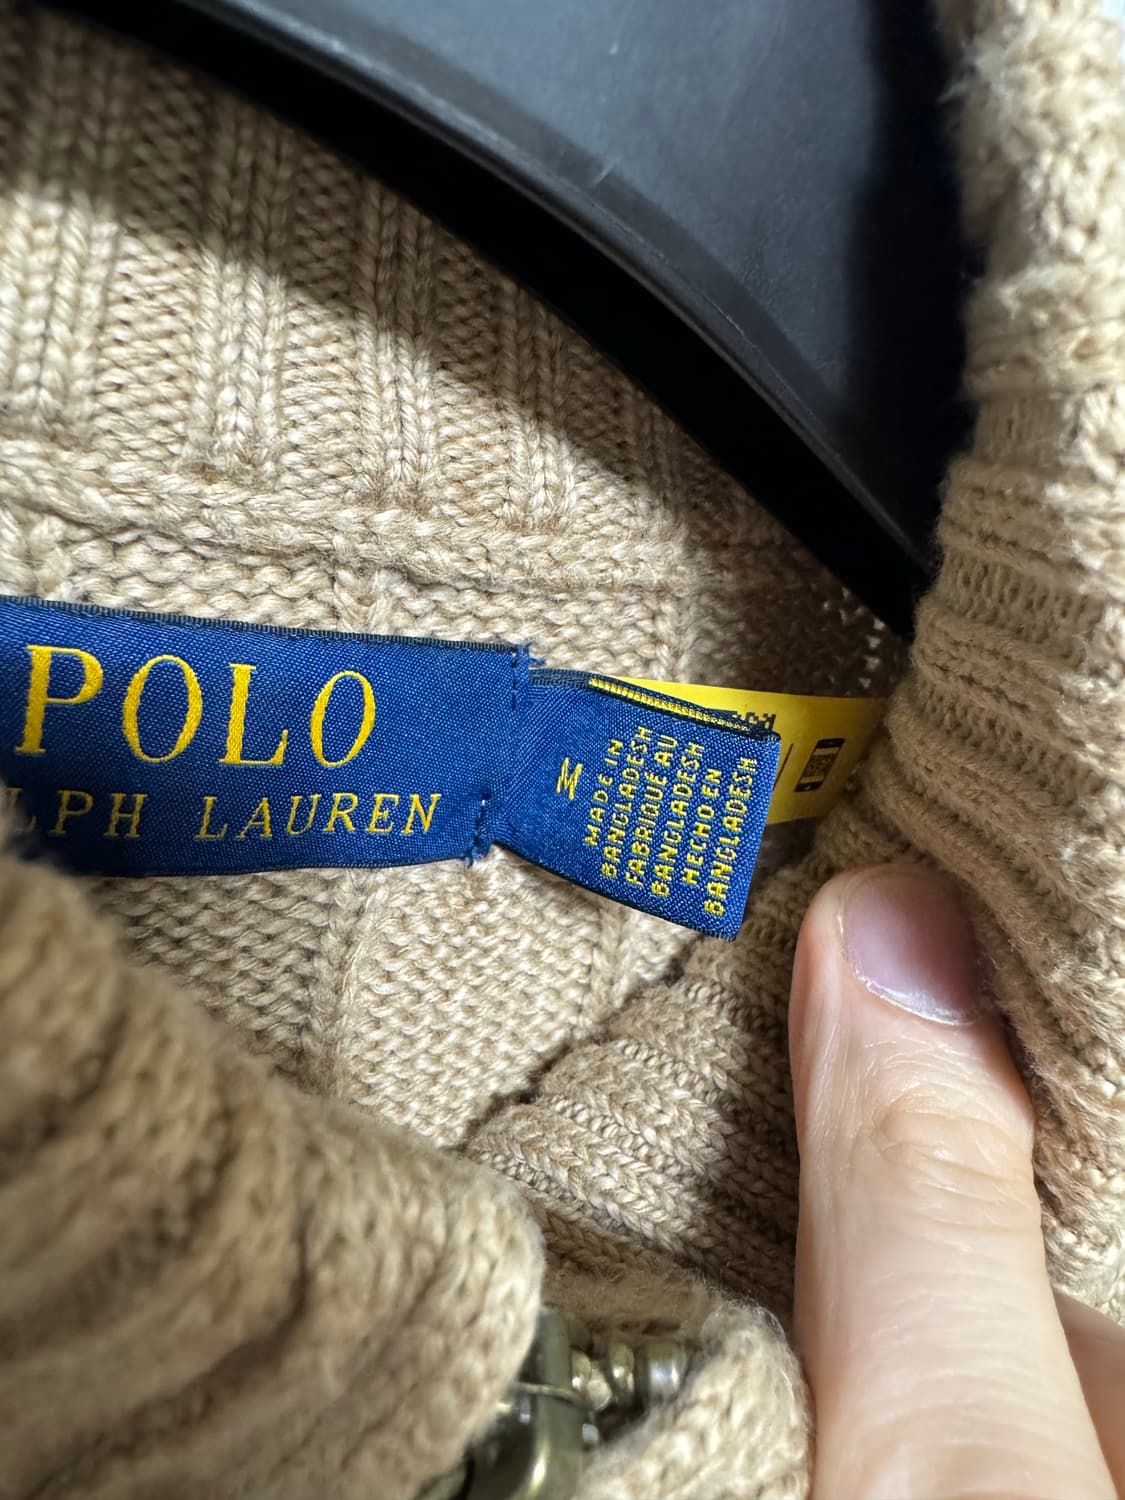 POLO
LPH LAUREN
M
MADE IN
BANGLADESH
FABRIQUÉ AU
BANGLADESH
HECHO EN
BANGLADESH